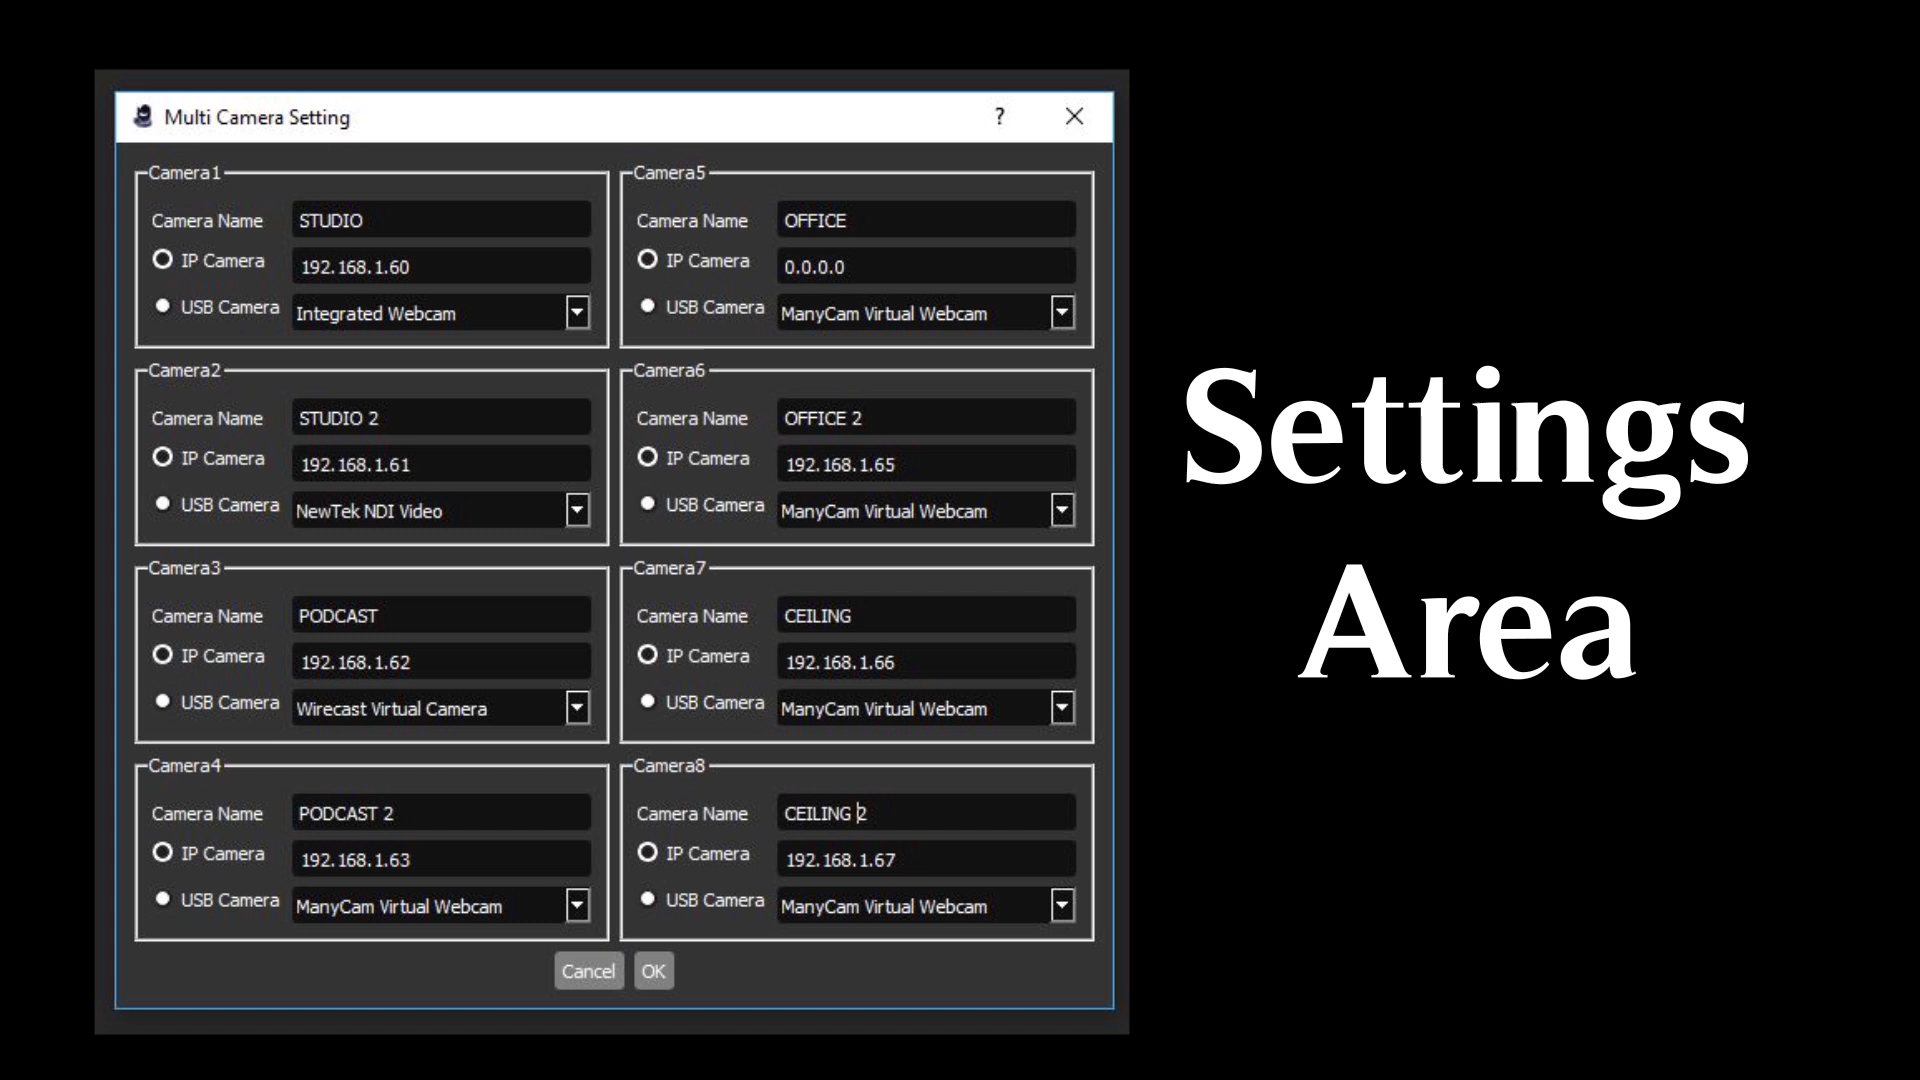 Multi Camera Setting
?
Camera1
Camera Name STUDIO
IP Camera 192.168.1.60
USB Camera Integrated Webcam
Camera2
Camera Name STUDIO 2
IP Camera 192.168.1.61
USB Camera NewTek NDI Video
Camera3
Camera Name PODCAST
IP Camera 192.168.1.62
USB Camera Wirecast Virtual Camera
Camera4
Camera Name PODCAST 2
IP Camera 192.168.1.63
USB Camera ManyCam Virtual Webcam
Camera5
Camera Name OFFICE
IP Camera 0.0.0.0
USB Camera ManyCam Virtual Webcam
Camera6
Camera Name OFFICE 2
IP Camera 192.168.1.65
USB Camera ManyCam Virtual Webcam
Camera7
Camera Name CEILING
IP Camera 192.168.1.66
USB Camera ManyCam Virtual Webcam
Camera8
Camera Name CEILING 2
IP Camera 192.168.1.67
USB Camera ManyCam Virtual Webcam
Cancel OK
Settings
Area